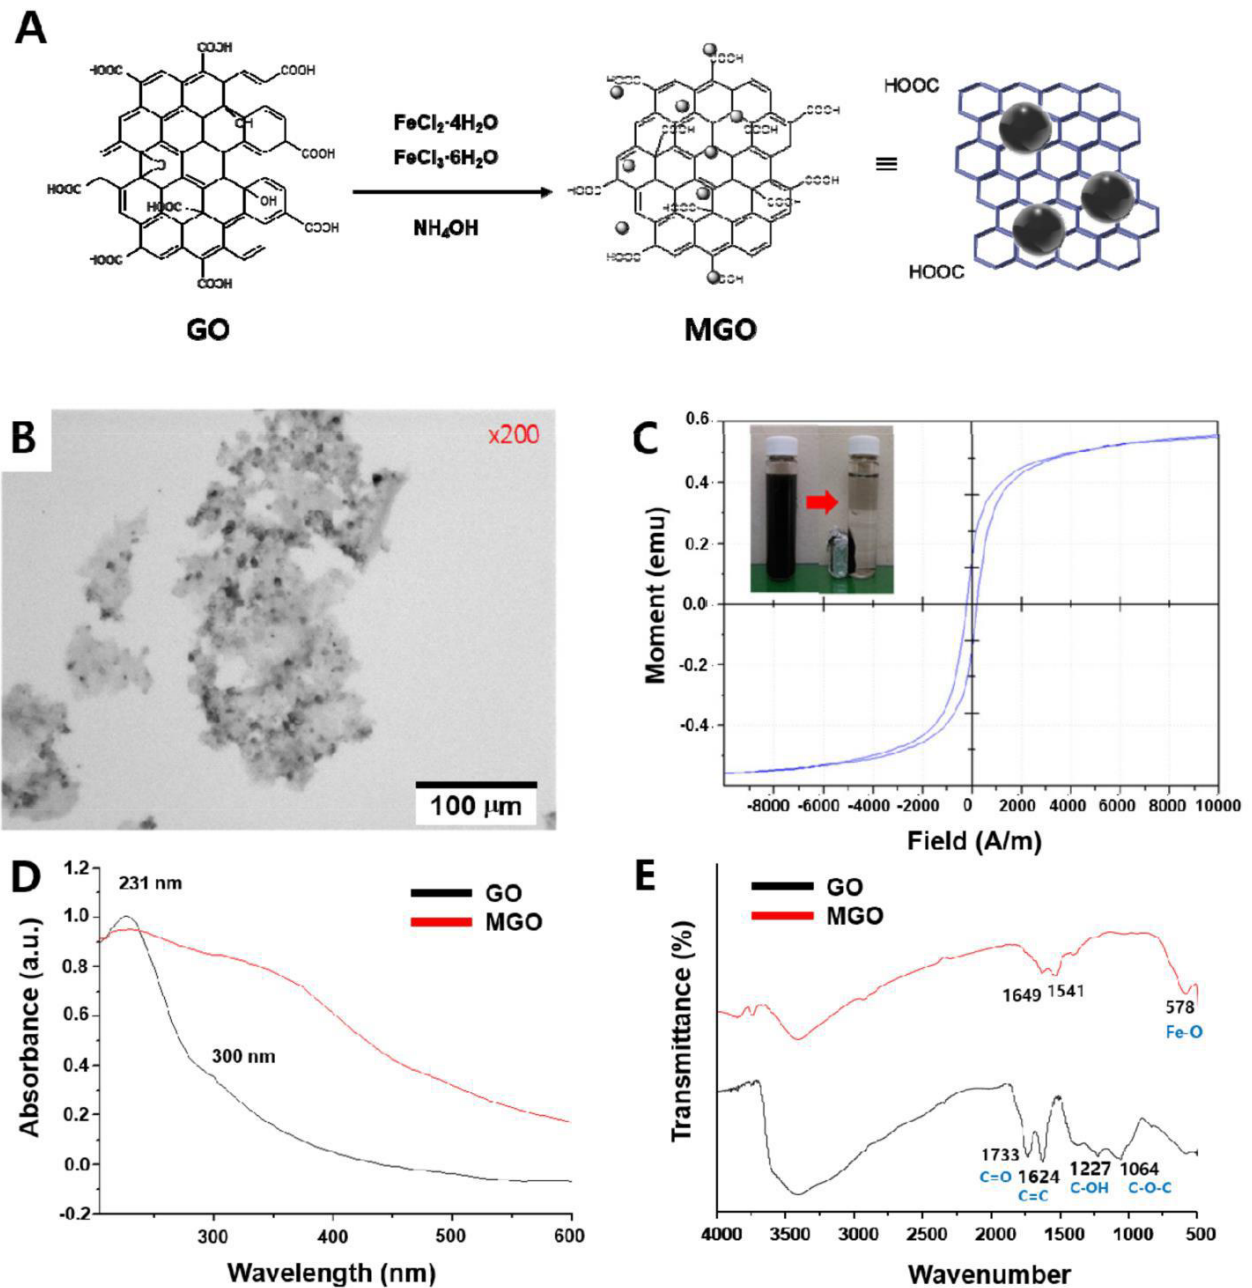 A
COOH
HOOC
COOH
OH
COOH
O
HOOC
HOOC
OH
COOH
HOOC
COOH
GO
FeCl₂·4H₂O
FeCl₃·6H₂O
NH₄OH
COOH
HOOC
COOH
COOH
COOH
HOOC
COOH
HOOC
COOH
HOOC
COOH
MGO
≡
HOOC
HOOC
B
x200
100 μm
C
0.6
0.4
0.2
0.0
-0.2
-0.4
Moment (emu)
-8000 -6000 -4000 -2000 0 2000 4000 6000 8000 10000
Field (A/m)
D
231 nm
300 nm
GO
MGO
1.2
1.0
0.8
0.6
0.4
0.2
0.0
-0.2
Absorbance (a.u.)
300 400 500 600
Wavelength (nm)
E
GO
MGO
Transmittance (%)
1649 1541
578
Fe-O
1733
C=O
1624
C=C
1227
C-OH
1064
C-O-C
4000 3500 3000 2500 2000 1500 1000 500
Wavenumber